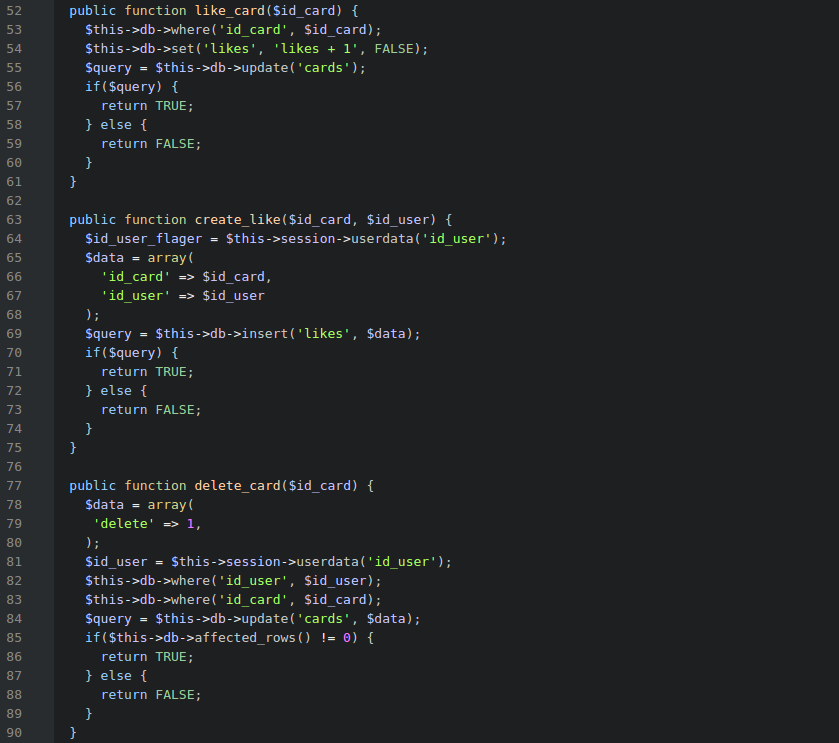 52 public function like_card($id_card) {
53 $this->db->where('id_card', $id_card);
54 $this->db->set('likes', 'likes + 1', FALSE);
55 $query = $this->db->update('cards');
56 if($query) {
57 return TRUE;
58 } else {
59 return FALSE;
60 }
61 }
62
63 public function create_like($id_card, $id_user) {
64 $id_user_flager = $this->session->userdata('id_user');
65 $data = array(
66 'id_card' => $id_card,
67 'id_user' => $id_user
68 );
69 $query = $this->db->insert('likes', $data);
70 if($query) {
71 return TRUE;
72 } else {
73 return FALSE;
74 }
75 }
76
77 public function delete_card($id_card) {
78 $data = array(
79 'delete' => 1,
80 );
81 $id_user = $this->session->userdata('id_user');
82 $this->db->where('id_user', $id_user);
83 $this->db->where('id_card', $id_card);
84 $query = $this->db->update('cards', $data);
85 if($this->db->affected_rows() != 0) {
86 return TRUE;
87 } else {
88 return FALSE;
89 }
90 }